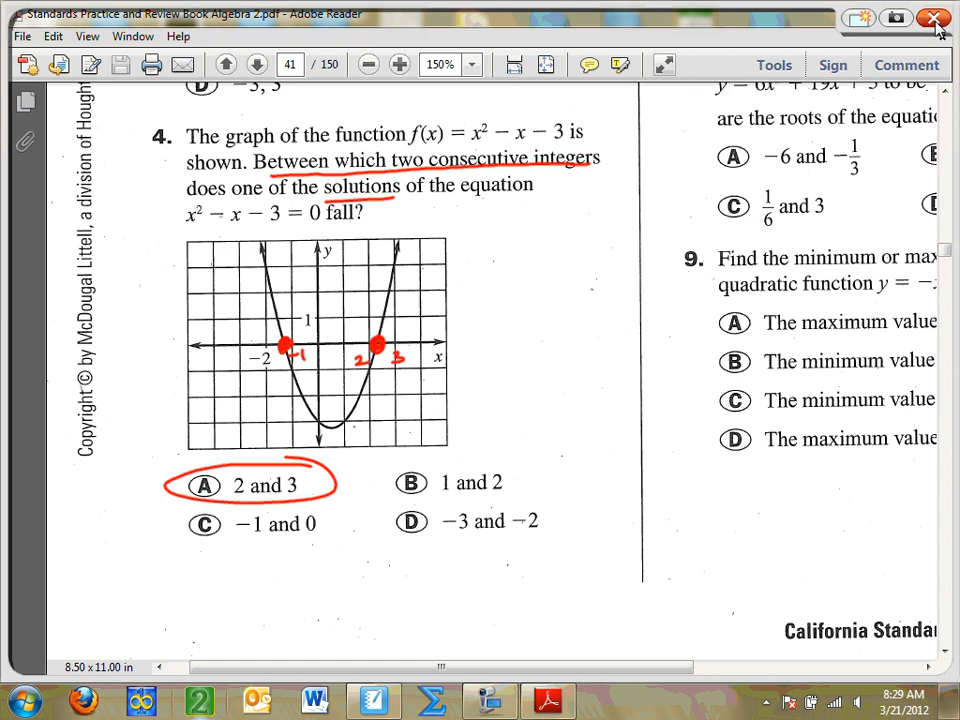 Standards Practice and Review Book Algebra 2.pdf - Adobe Reader
File Edit View Window Help
41 / 150 150% Tools Sign Comment
D -3, 3
4. The graph of the function f(x) = x² − x − 3 is
shown. Between which two consecutive integers
does one of the solutions of the equation
x² − x − 3 = 0 fall?
y
1
−2 -1 2 3 x
A 2 and 3 B 1 and 2
C −1 and 0 D −3 and −2
Copyright © by McDougal Littell, a division of Hought
are the roots of the equati
A −6 and −1/3
C 1/6 and 3
9. Find the minimum or max
quadratic function y = −
A The maximum value
B The minimum value
C The minimum value
D The maximum value
California Standa
8.50 x 11.00 in
8:29 AM
3/21/2012